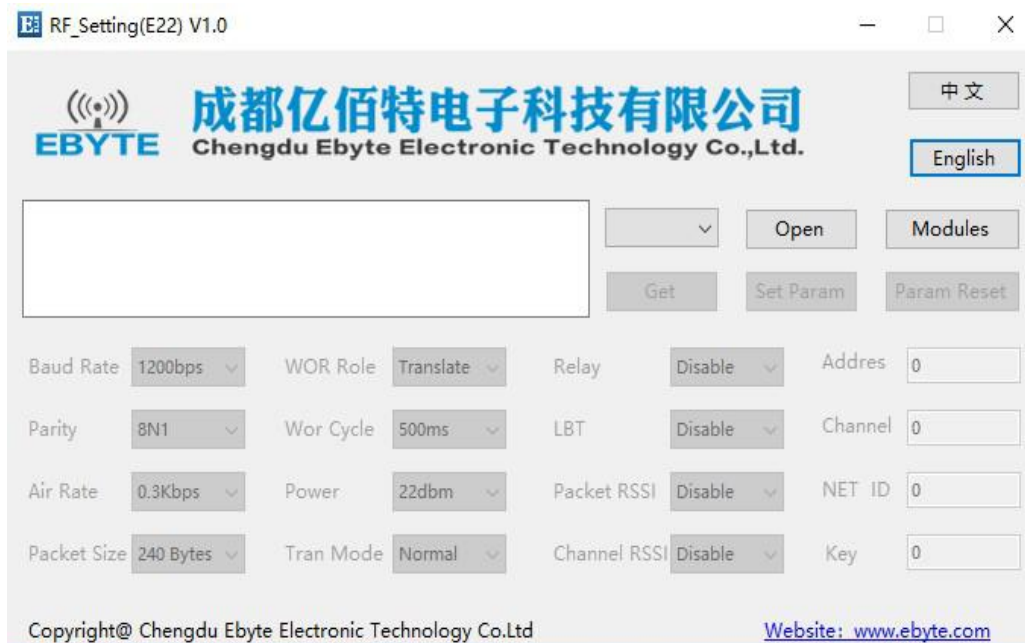 RF_Setting(E22) V1.0
EBYTE
成都亿佰特电子科技有限公司
Chengdu Ebyte Electronic Technology Co.,Ltd.
中文
English
Open
Modules
Get
Set Param
Param Reset
Baud Rate 1200bps WOR Role Translate Relay Disable Addres 0
Parity 8N1 Wor Cycle 500ms LBT Disable Channel 0
Air Rate 0.3Kbps Power 22dbm Packet RSSI Disable NET ID 0
Packet Size 240 Bytes Tran Mode Normal Channel RSSI Disable Key 0
Copyright@ Chengdu Ebyte Electronic Technology Co.Ltd Website: www.ebyte.com